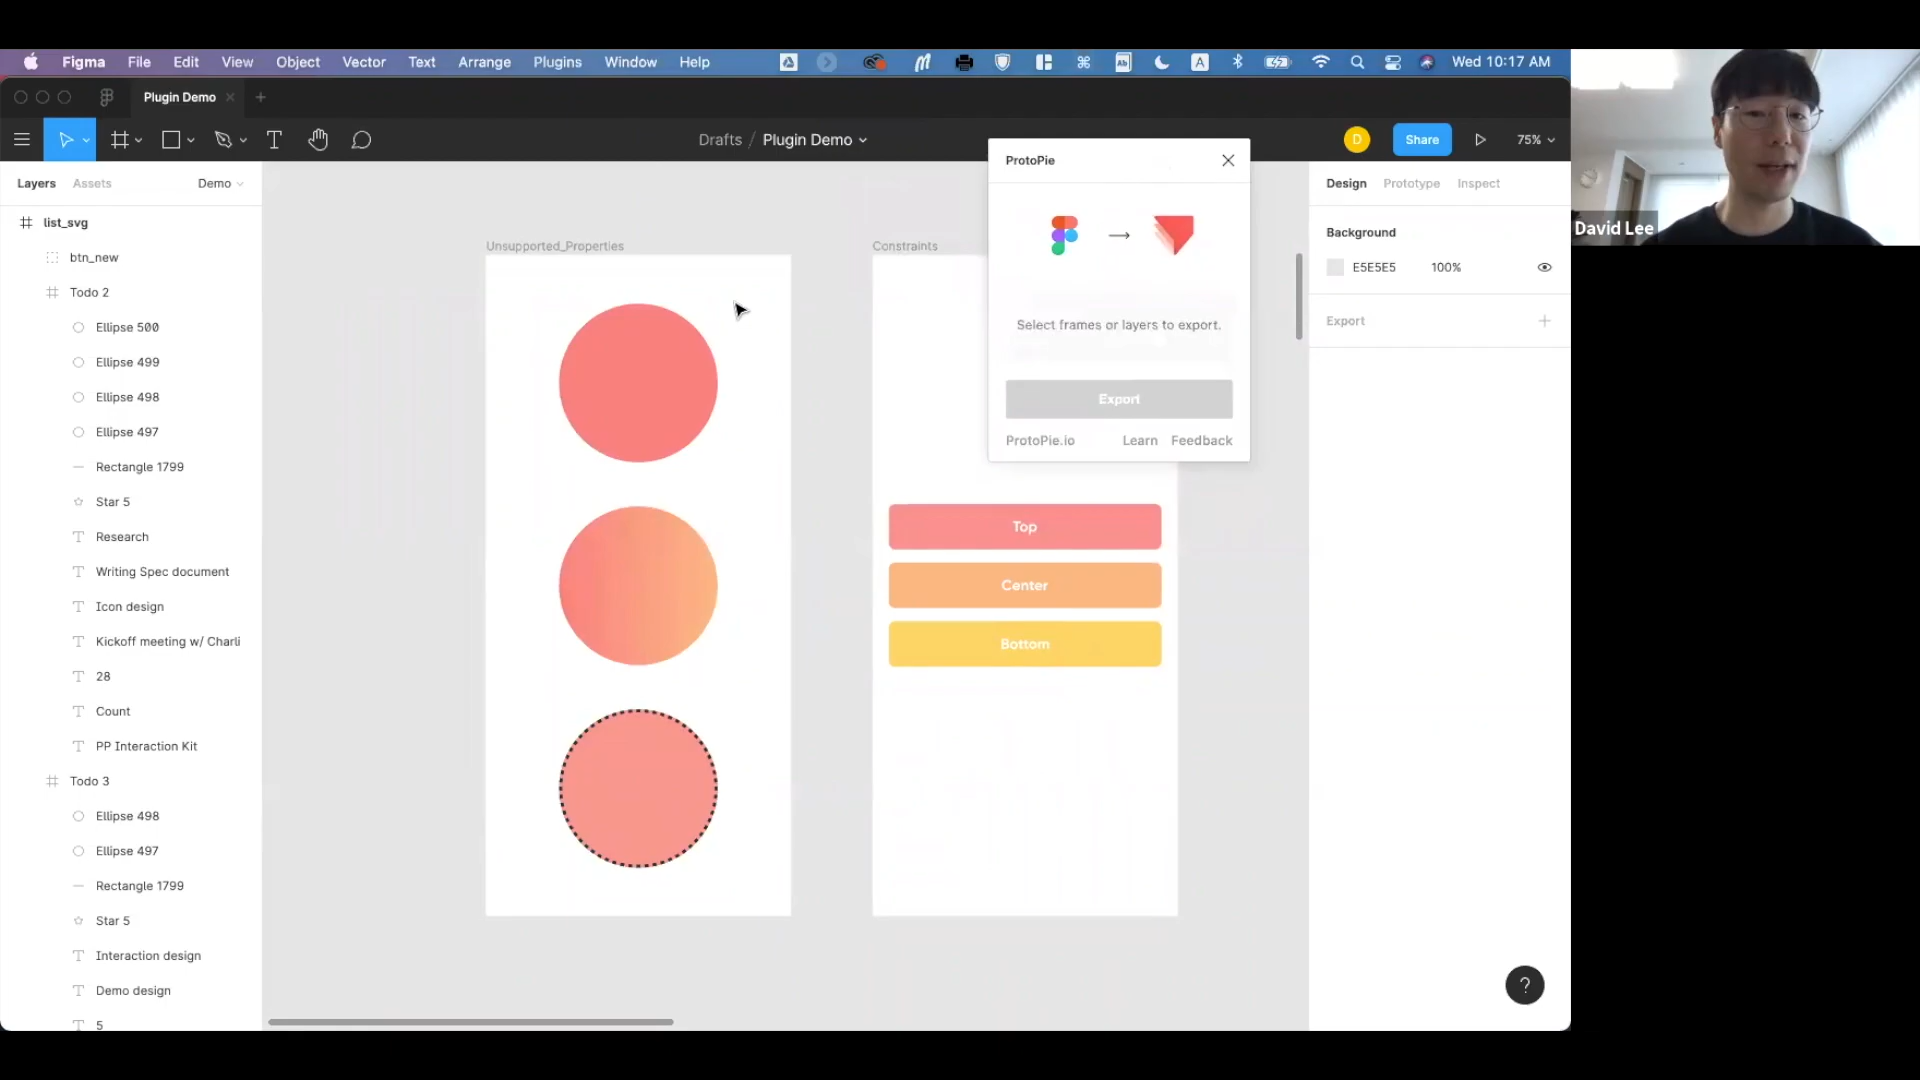 Figma File Edit View Object Vector Text Arrange Plugins Window Help A Wed 10:17 AM
Plugin Demo
Drafts / Plugin Demo
D
Share
75%
Layers Assets Demo
list_svg
btn_new
Todo 2
Ellipse 500
Ellipse 499
Ellipse 498
Ellipse 497
Rectangle 1799
Star 5
Research
Writing Spec document
Icon design
Kickoff meeting w/ Charli
28
Count
PP Interaction Kit
Todo 3
Ellipse 498
Ellipse 497
Rectangle 1799
Star 5
Interaction design
Demo design
5
Unsupported_Properties
Constraints
Top
Center
Bottom
ProtoPie
Select frames or layers to export.
Export
ProtoPie.io Learn Feedback
Design Prototype Inspect
Background
E5E5E5 100%
Export
?
David Lee